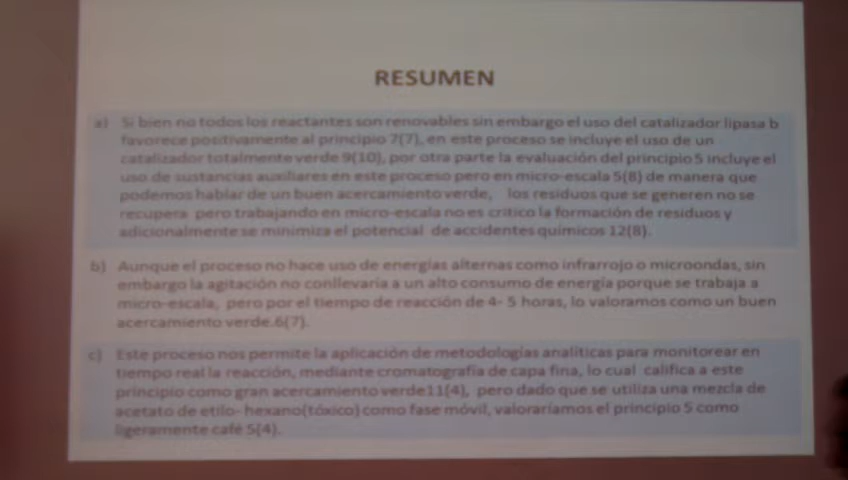 RESUMEN
a) Si bien no todos los reactantes son renovables sin embargo el uso del catalizador lipasa b
favorece positivamente al principio 7(7), en este proceso se incluye el uso de un
catalizador totalmente verde 9(10), por otra parte la evaluación del principio 5 incluye el
uso de sustancias auxiliares en este proceso pero en micro-escala 5(8) de manera que
podemos hablar de un buen acercamiento verde, los residuos que se generen no se
recupera pero trabajando en micro-escala no es critico la formación de residuos y
adicionalmente se minimiza el potencial de accidentes químicos 12(8).
b) Aunque el proceso no hace uso de energías alternas como infrarrojo o microondas, sin
embargo la agitación no conllevaría a un alto consumo de energía porque se trabaja a
micro-escala, pero por el tiempo de reacción de 4- 5 horas, lo valoramos como un buen
acercamiento verde.6(7).
c) Este proceso nos permite la aplicación de metodologías analíticas para monitorear en
tiempo real la reacción, mediante cromatografía de capa fina, lo cual califica a este
principio como gran acercamiento verde11(4), pero dado que se utiliza una mezcla de
acetato de etilo- hexano(tóxico) como fase móvil, valoraríamos el principio 5 como
ligeramente café 5(4).